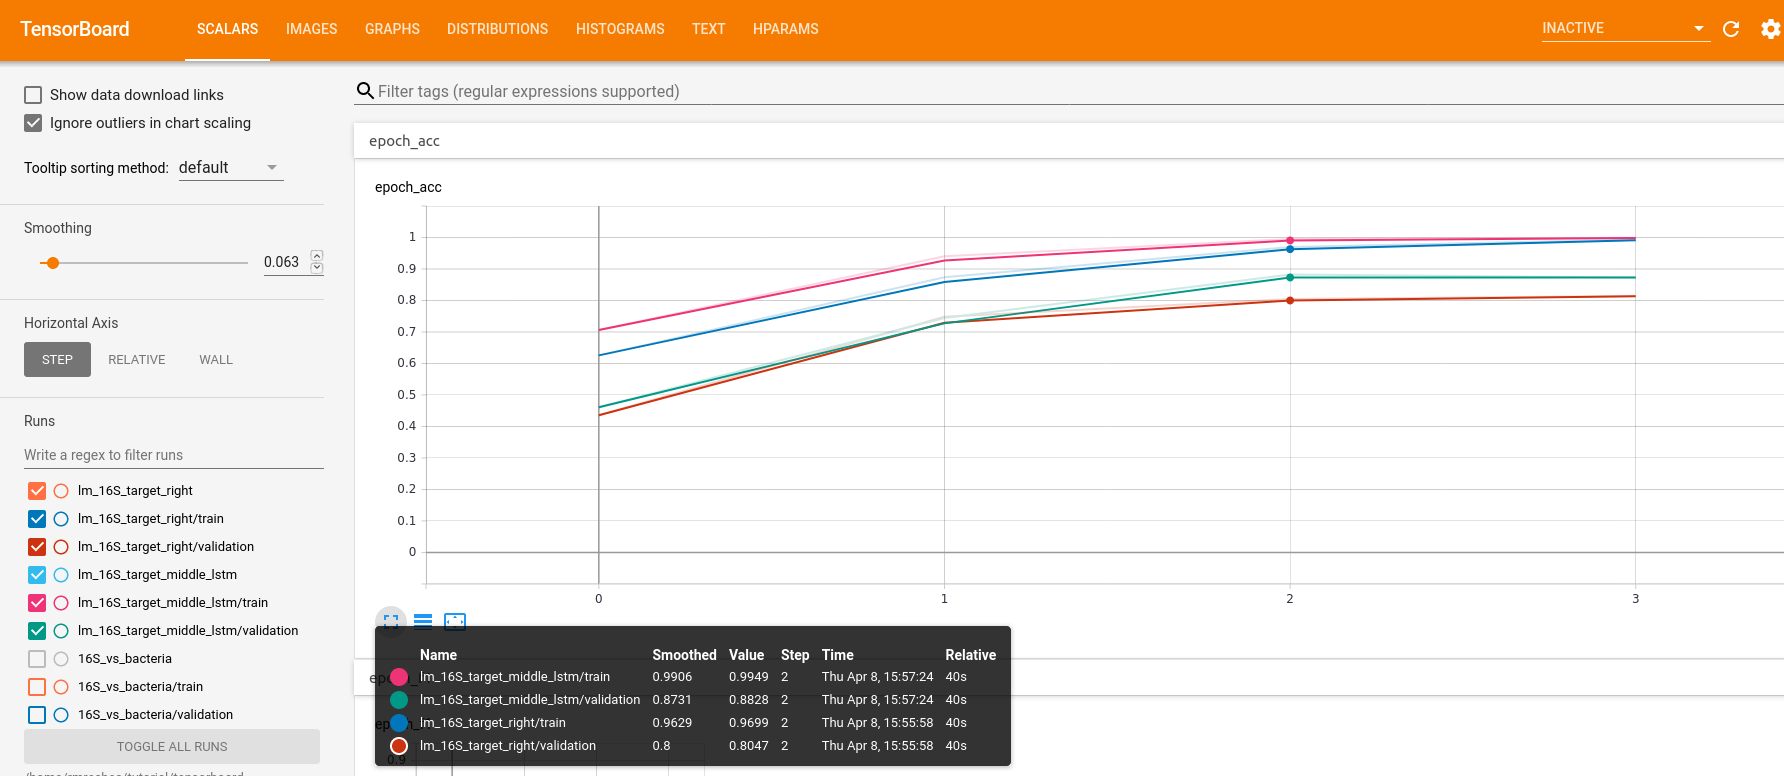 TensorBoard SCALARS IMAGES GRAPHS DISTRIBUTIONS HISTOGRAMS TEXT HPARAMS INACTIVE
Show data download links
Ignore outliers in chart scaling
Tooltip sorting method: default
Smoothing
0.063
Horizontal Axis
STEP RELATIVE WALL
Runs
Write a regex to filter runs
lm_16S_target_right
lm_16S_target_right/train
lm_16S_target_right/validation
lm_16S_target_middle_lstm
lm_16S_target_middle_lstm/train
lm_16S_target_middle_lstm/validation
16S_vs_bacteria
16S_vs_bacteria/train
16S_vs_bacteria/validation
TOGGLE ALL RUNS
Filter tags (regular expressions supported)
epoch_acc
epoch_acc
1
0.9
0.8
0.7
0.6
0.5
0.4
0.3
0.2
0.1
0
0 1 2 3
Name Smoothed Value Step Time Relative
lm_16S_target_middle_lstm/train 0.9906 0.9949 2 Thu Apr 8, 15:57:24 40s
lm_16S_target_middle_lstm/validation 0.8731 0.8828 2 Thu Apr 8, 15:57:24 40s
lm_16S_target_right/train 0.9629 0.9699 2 Thu Apr 8, 15:55:58 40s
lm_16S_target_right/validation 0.8 0.8047 2 Thu Apr 8, 15:55:58 40s
0.9